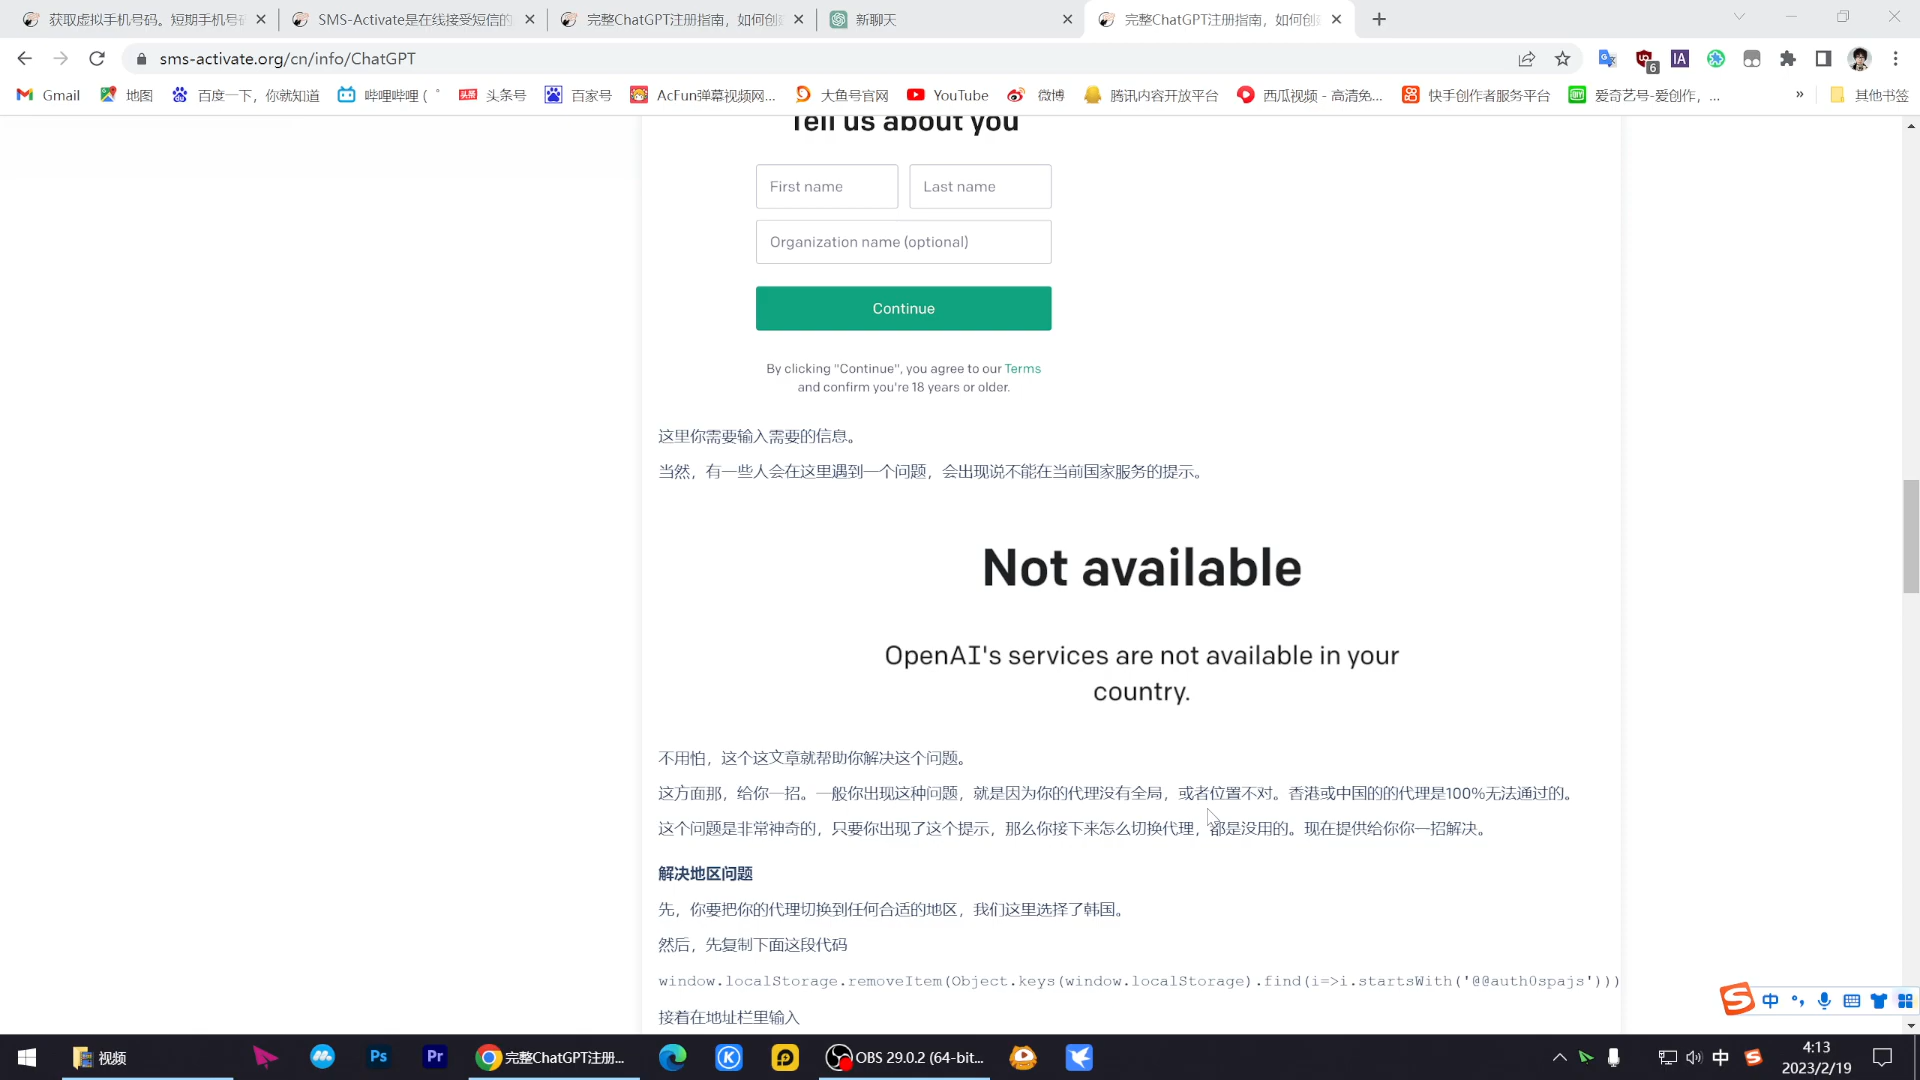 获取虚拟手机号码。短期手机号
SMS-Activate是在线接受短信的
完整ChatGPT注册指南，如何创
新聊天
完整ChatGPT注册指南，如何创
sms-activate.org/cn/info/ChatGPT
6
IA
Gmail
地图
百度一下，你就知道
哔哩哔哩 ( ゜
头条号
百家号
AcFun弹幕视频网...
大鱼号官网
YouTube
微博
腾讯内容开放平台
西瓜视频 - 高清免...
快手创作者服务平台
爱奇艺号-爱创作，...
»
其他书签
Tell us about you
First name
Last name
Organization name (optional)
Continue
By clicking "Continue", you agree to our Terms
and confirm you're 18 years or older.
这里你需要输入需要的信息。
当然，有一些人会在这里遇到一个问题，会出现说不能在当前国家服务的提示。
Not available
OpenAI's services are not available in your
country.
不用怕，这个这文章就帮助你解决这个问题。
这方面那，给你一招。一般你出现这种问题，就是因为你的代理没有全局，或者位置不对。香港或中国的的代理是100%无法通过的。
这个问题是非常神奇的，只要你出现了这个提示，那么你接下来怎么切换代理，都是没用的。现在提供给你你一招解决。
解决地区问题
先，你要把你的代理切换到任何合适的地区，我们这里选择了韩国。
然后，先复制下面这段代码
window.localStorage.removeItem(Object.keys(window.localStorage).find(i=>i.startsWith('@@auth0spajs')))
接着在地址栏里输入
中
视频
Ps
Pr
完整ChatGPT注册...
OBS 29.0.2 (64-bit...
中
4:13
2023/2/19